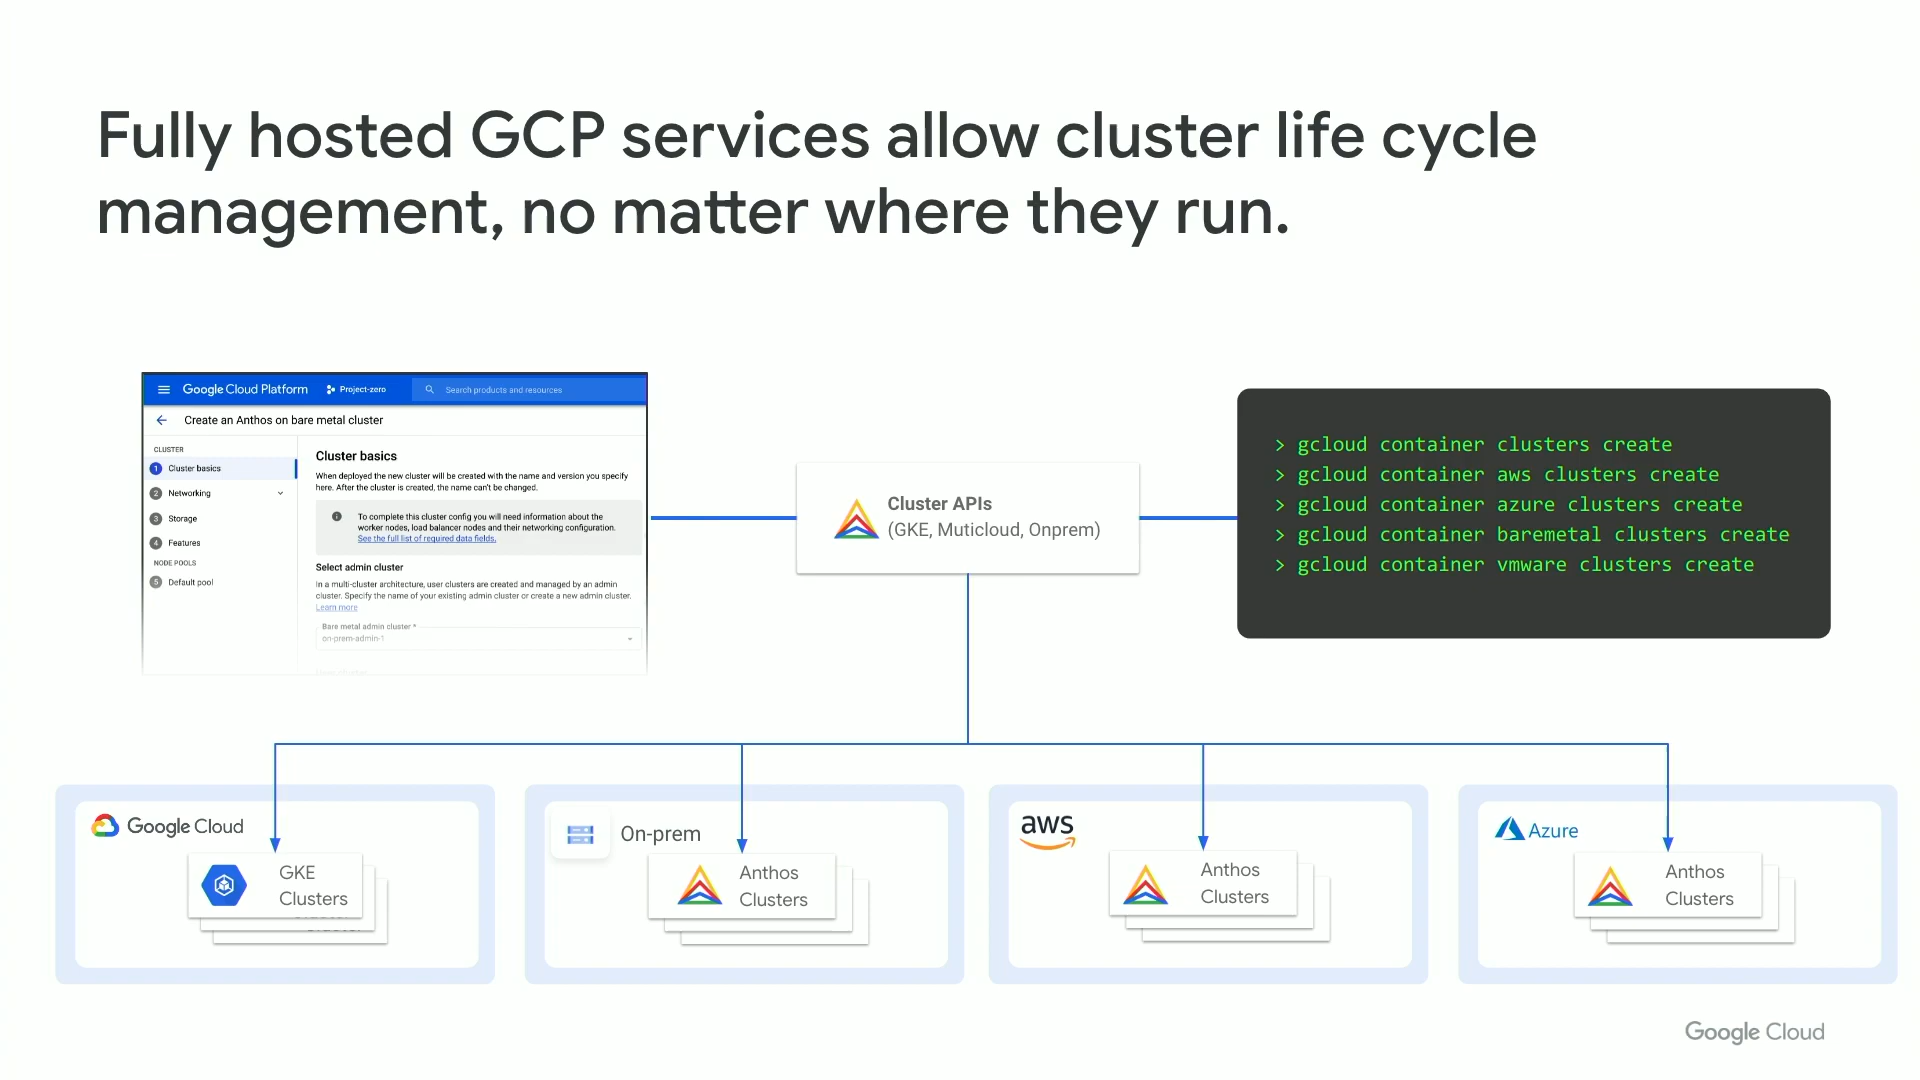 Fully hosted GCP services allow cluster life cycle
management, no matter where they run.
Google Cloud Platform
Project-zero
Search products and resources
Create an Anthos on bare metal cluster
CLUSTER
1 Cluster basics
2 Networking
3 Storage
4 Features
NODE POOLS
5 Default pool
Cluster basics
When deployed the new cluster will be created with the name and version you specify
here. After the cluster is created, the name can't be changed.
To complete this cluster config you will need information about the
worker nodes, load balancer nodes and their networking configuration.
See the full list of required data fields.
Select admin cluster
In a multi-cluster architecture, user clusters are created and managed by an admin
cluster. Specify the name of your existing admin cluster or create a new admin cluster.
Learn more
Bare metal admin cluster *
on-prem-admin-1
Cluster APIs
(GKE, Muticloud, Onprem)
> gcloud container clusters create
> gcloud container aws clusters create
> gcloud container azure clusters create
> gcloud container baremetal clusters create
> gcloud container vmware clusters create
Google Cloud
GKE
Clusters
On-prem
Anthos
Clusters
aws
Anthos
Clusters
Azure
Anthos
Clusters
Google Cloud